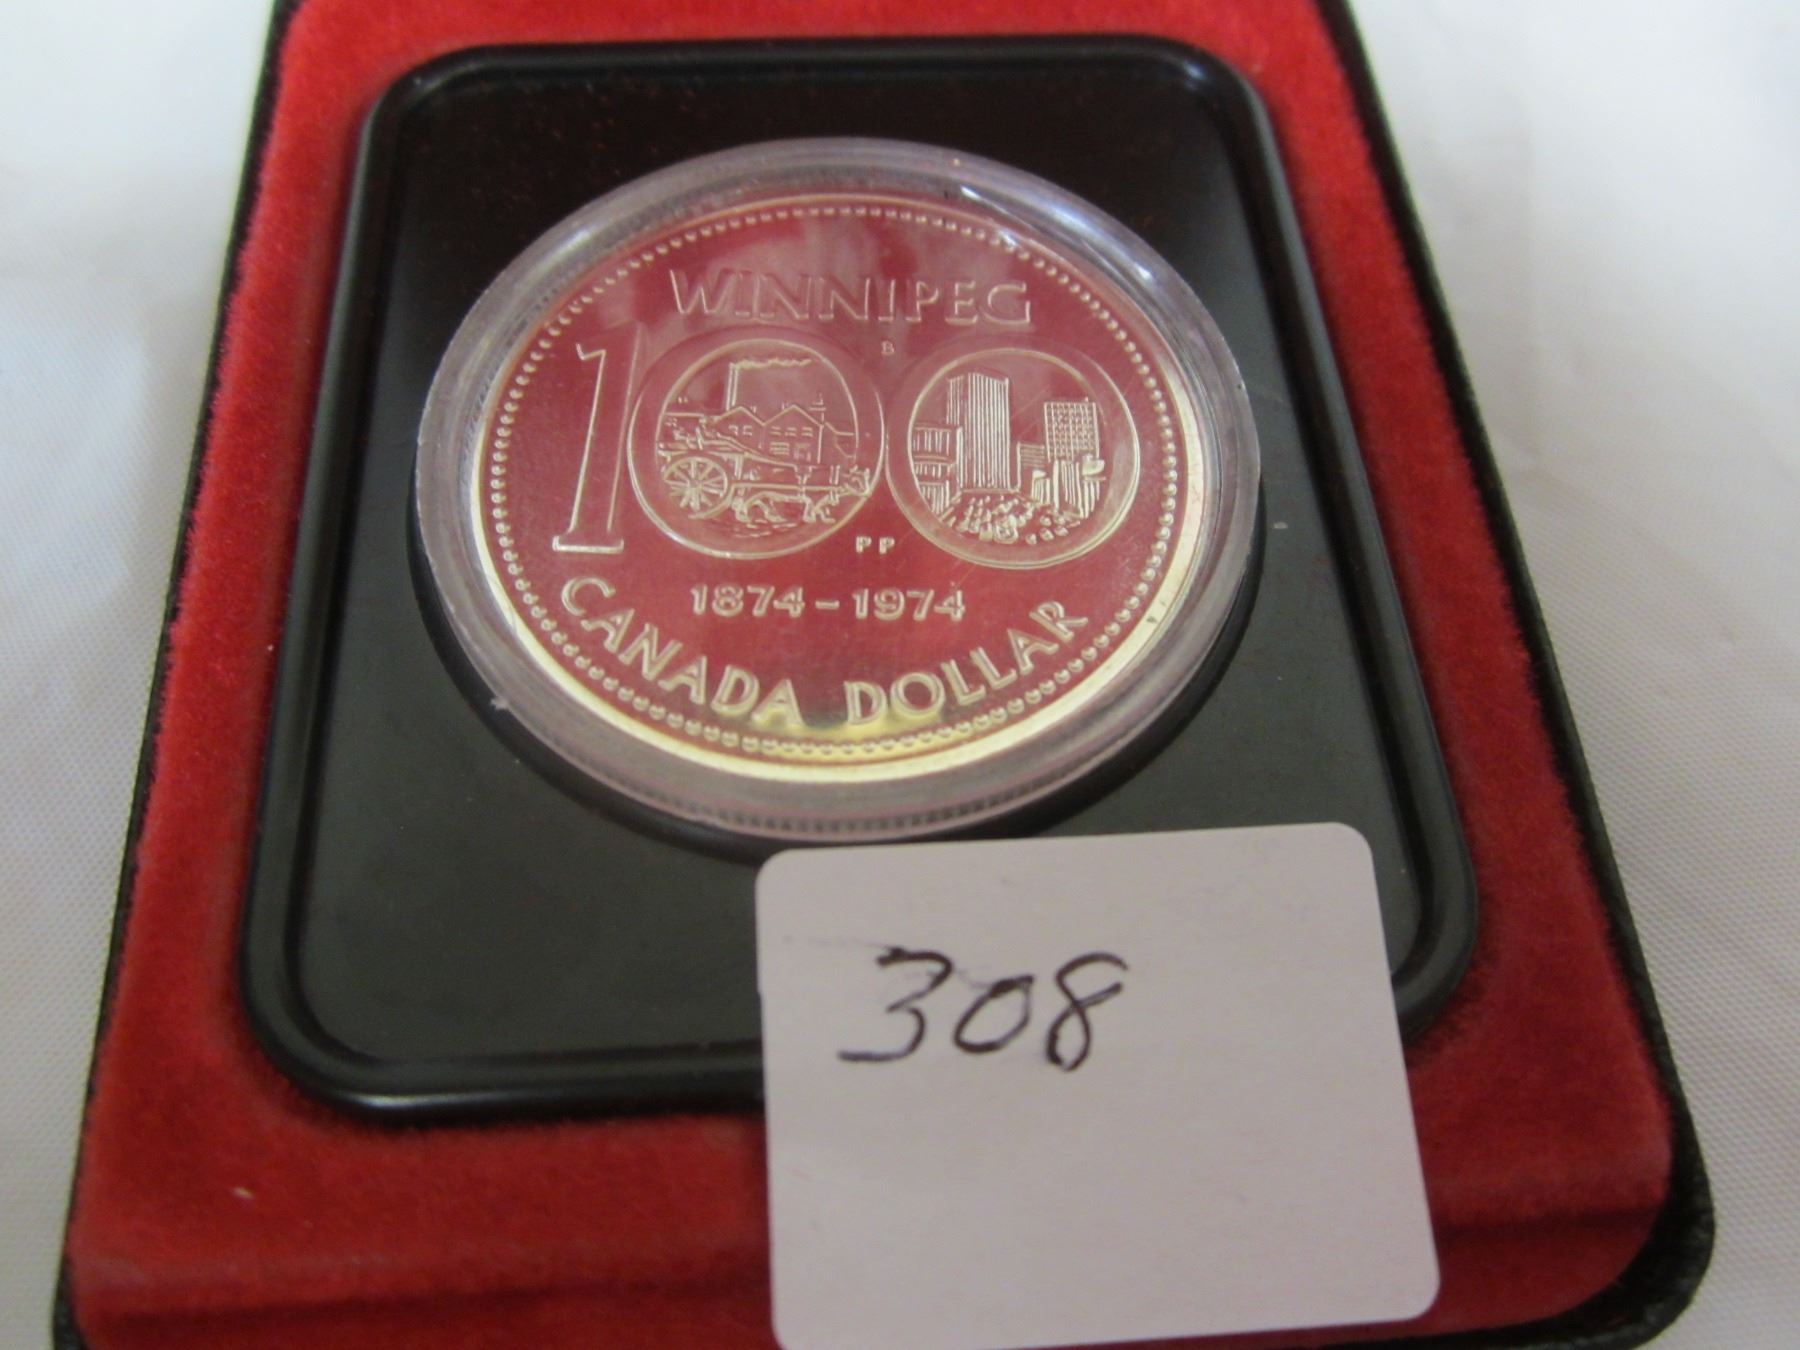 WINNIPEG
B
100
PP
1874-1974
CANADA DOLLAR
308